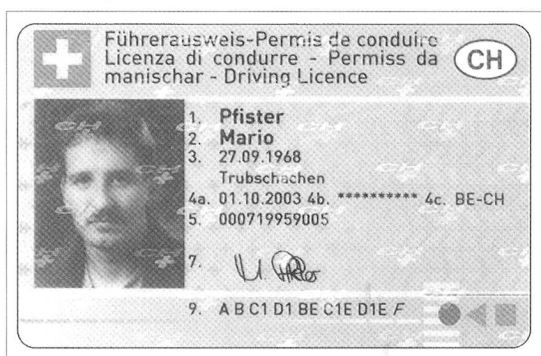 Führerausweis-Permis de conduire
Licenza di condurre - Permiss da
manischar - Driving Licence
CH
1. Pfister
2. Mario
3. 27.09.1968
Trubschachen
4a. 01.10.2003 4b. ********** 4c. BE-CH
5. 000719959005
7.
9. A B C1 D1 BE C1E D1E F